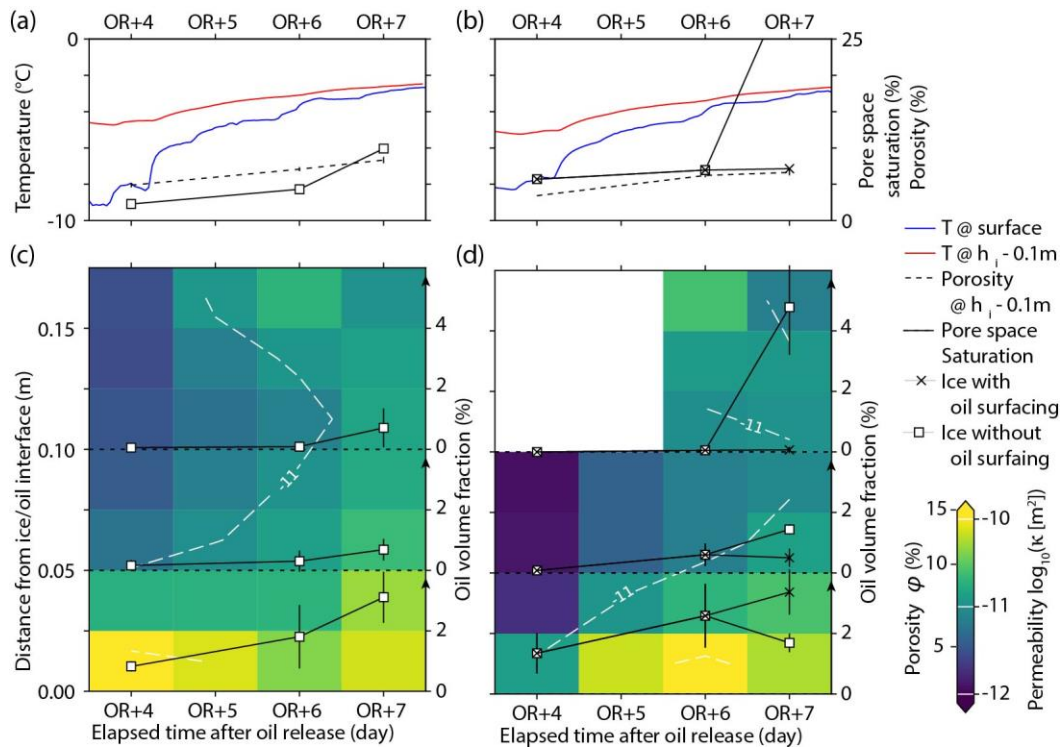 (a) OR+4 OR+5 OR+6 OR+7
(b) OR+4 OR+5 OR+6 OR+7
0
-10
Temperature (°C)
25
0
Pore space
saturation (%)
Porosity (%)
T @ surface
T @ h i - 0.1m
Porosity
@ h i - 0.1m
Pore space
Saturation
Ice with
oil surfacing
Ice without
oil surfaing
(c)
0.15
0.10
0.05
0.00
Distance from ice/oil interface (m)
-11
4
2
0
2
0
2
0
Oil volume fraction (%)
OR+4 OR+5 OR+6 OR+7
Elapsed time after oil release (day)
(d)
-11
-11
4
2
0
2
0
2
0
Oil volume fraction (%)
OR+4 OR+5 OR+6 OR+7
Elapsed time after oil release (day)
Porosity φ (%)
15
10
5
-10
-11
-12
Permeability log10(κ [m²])